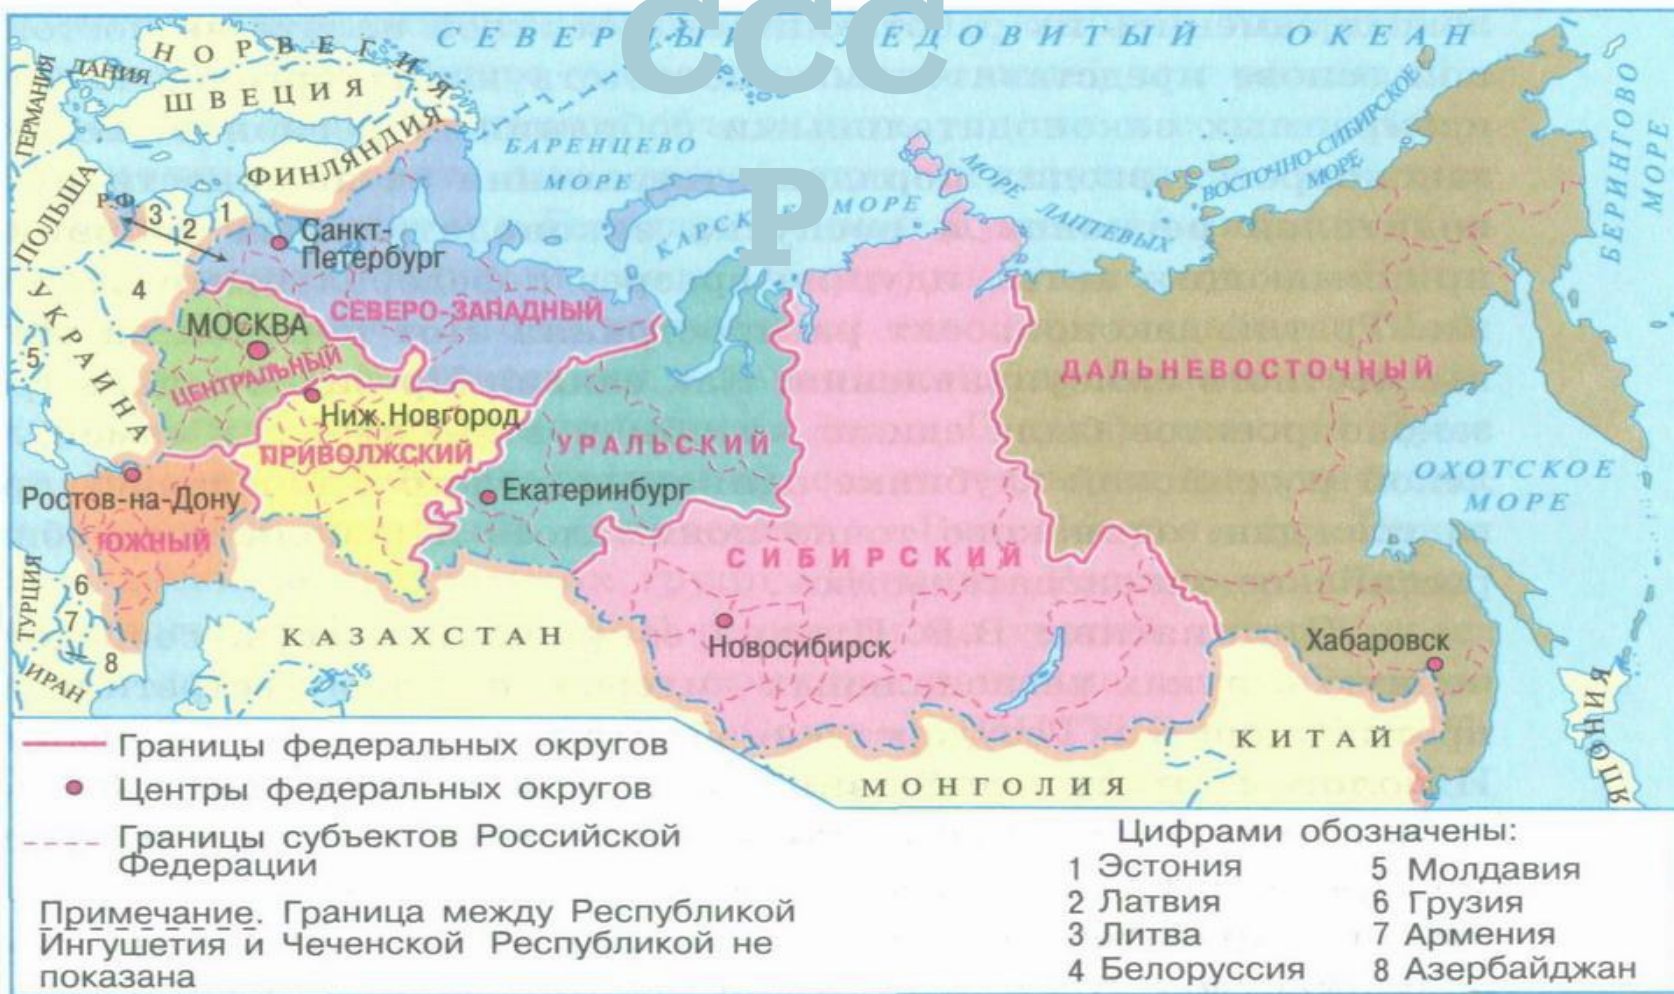 ССС
Р
НОРВЕГИЯ
СЕВЕРНЫЙ ЛЕДОВИТЫЙ ОКЕАН
ДАНИЯ
ШВЕЦИЯ
ГЕРМАНИЯ
ФИНЛЯНДИЯ
БАРЕНЦЕВО
МОРЕ
КАРСКОЕ МОРЕ
МОРЕ ЛАПТЕВЫХ
ВОСТОЧНО-СИБИРСКОЕ
МОРЕ
БЕРИНГОВО
МОРЕ
ПОЛЬША
Р.Ф.
3
2
1
Санкт-
Петербург
4
УКРАИНА
5
МОСКВА
СЕВЕРО-ЗАПАДНЫЙ
ЦЕНТРАЛЬНЫЙ
Ниж.Новгород
ПРИВОЛЖСКИЙ
УРАЛЬСКИЙ
ДАЛЬНЕВОСТОЧНЫЙ
Екатеринбург
Ростов-на-Дону
ЮЖНЫЙ
ОХОТСКОЕ
МОРЕ
СИБИРСКИЙ
ТУРЦИЯ
6
7
8
ИРАН
КАЗАХСТАН
Новосибирск
Хабаровск
ЯПОНИЯ
КИТАЙ
МОНГОЛИЯ
Границы федеральных округов
Центры федеральных округов
Границы субъектов Российской
Федерации
Примечание. Граница между Республикой
Ингушетия и Чеченской Республикой не
показана
Цифрами обозначены:
1 Эстония
2 Латвия
3 Литва
4 Белоруссия
5 Молдавия
6 Грузия
7 Армения
8 Азербайджан